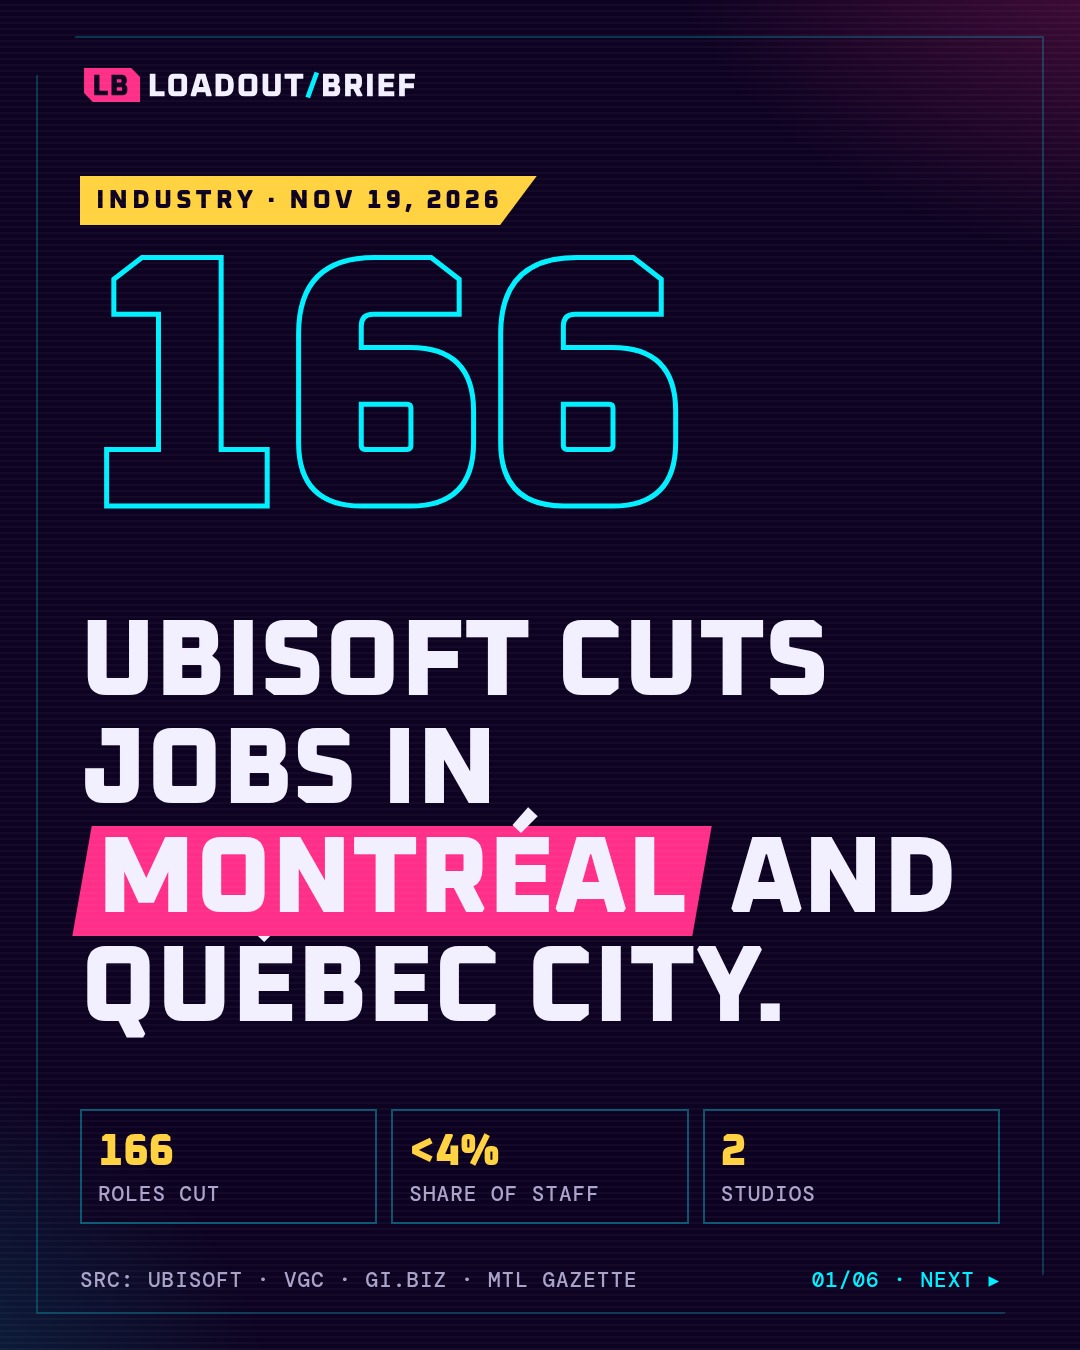 LB LOADOUT/BRIEF
INDUSTRY · NOV 19, 2026
166
UBISOFT CUTS
JOBS IN
MONTRÉAL AND
QUÉBEC CITY.
166
ROLES CUT
<4%
SHARE OF STAFF
2
STUDIOS
SRC: UBISOFT · VGC · GI.BIZ · MTL GAZETTE
01/06 · NEXT ▸